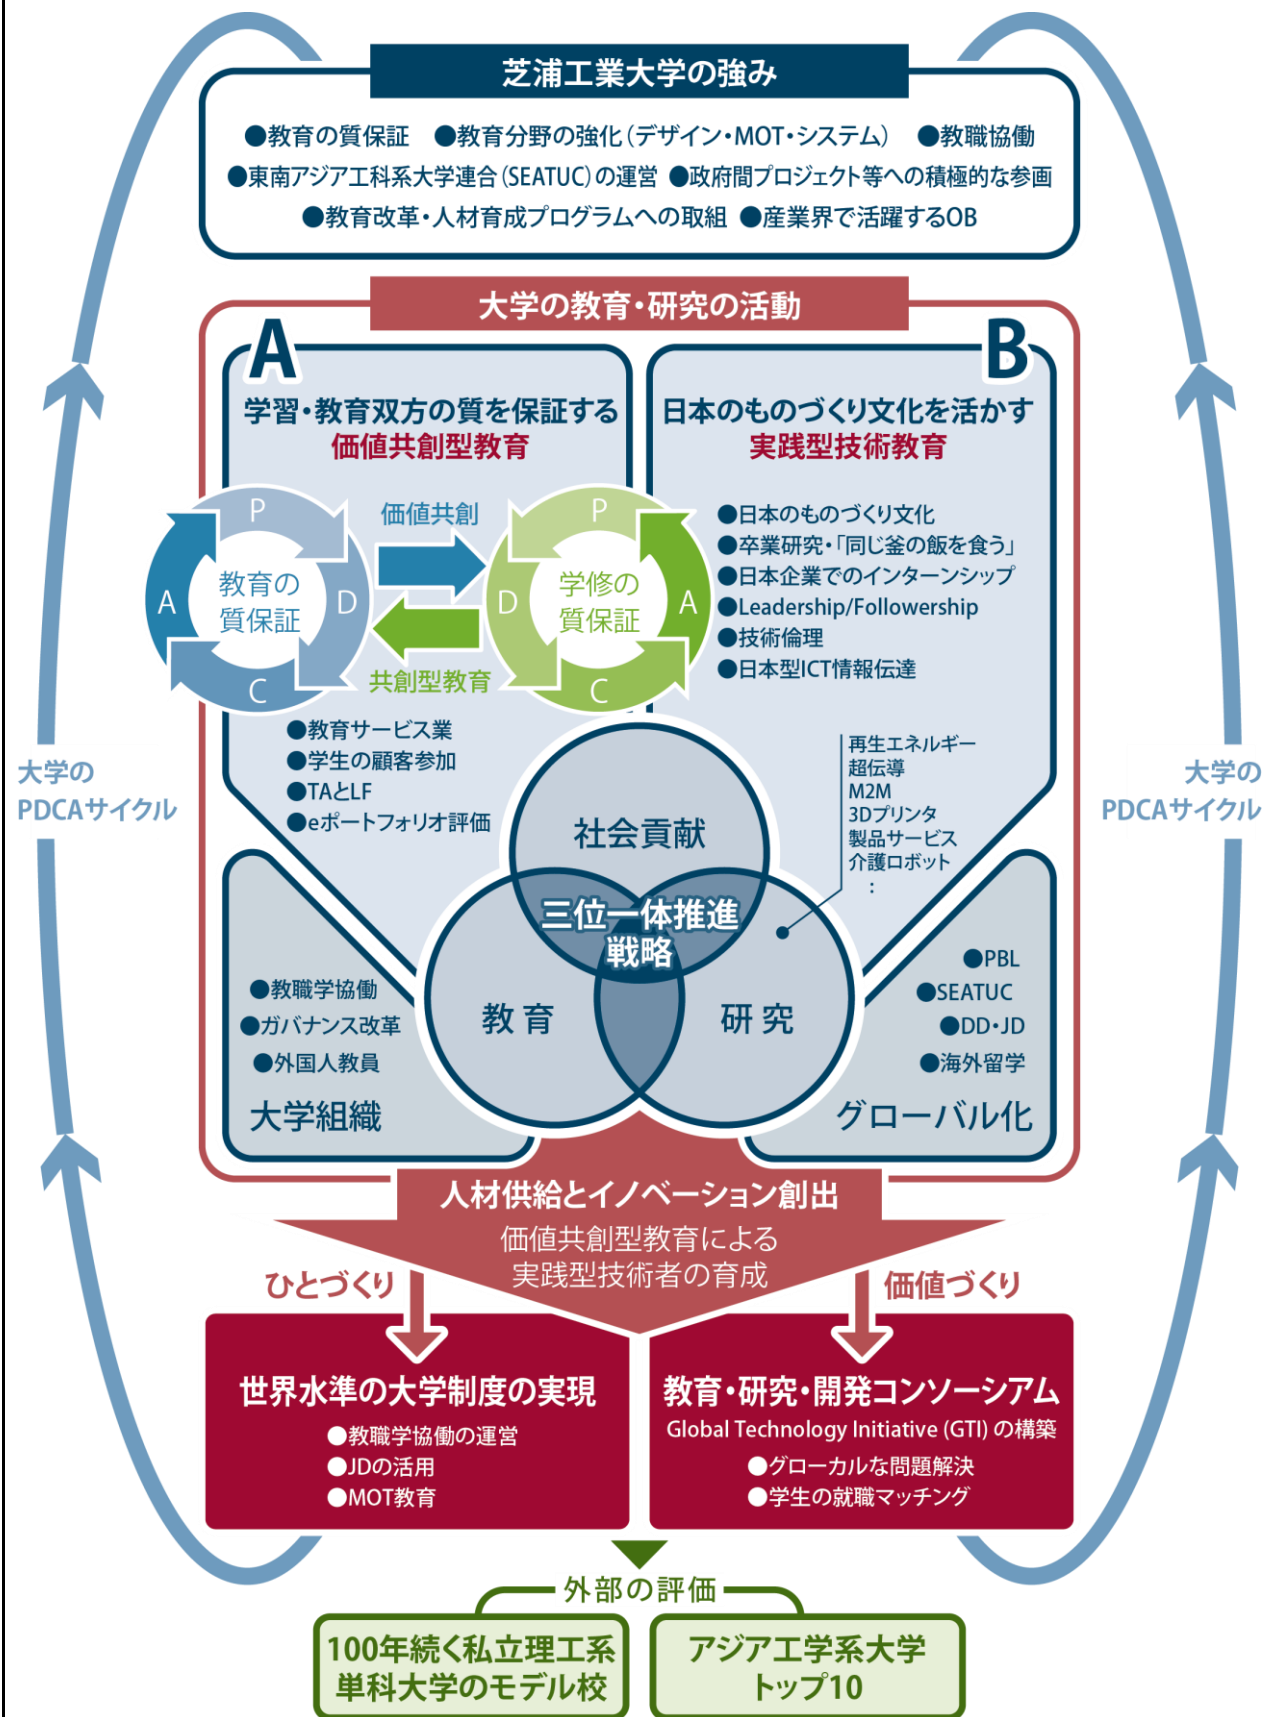 芝浦工業大学の強み
●教育の質保証 ●教育分野の強化(デザイン・MOT・システム) ●教職協働
●東南アジア工科系大学連合(SEATUC)の運営 ●政府間プロジェクト等への積極的な参画
●教育改革・人材育成プログラムへの取組 ●産業界で活躍するOB
大学の教育・研究の活動
A
学習・教育双方の質を保証する
価値共創型教育
P
D
C
A
教育の
質保証
価値共創
共創型教育
P
D
C
A
学修の
質保証
●教育サービス業
●学生の顧客参加
●TAとLF
●eポートフォリオ評価
B
日本のものづくり文化を活かす
実践型技術教育
●日本のものづくり文化
●卒業研究・「同じ釜の飯を食う」
●日本企業でのインターンシップ
●Leadership/Followership
●技術倫理
●日本型ICT情報伝達
再生エネルギー
超伝導
M2M
3Dプリンタ
製品サービス
介護ロボット
:
大学の
PDCAサイクル
大学の
PDCAサイクル
社会貢献
三位一体推進
戦略
教育
研究
●教職学協働
●ガバナンス改革
●外国人教員
大学組織
●PBL
●SEATUC
●DD・JD
●海外留学
グローバル化
人材供給とイノベーション創出
価値共創型教育による
実践型技術者の育成
ひとづくり
価値づくり
世界水準の大学制度の実現
●教職学協働の運営
●JDの活用
●MOT教育
教育・研究・開発コンソーシアム
Global Technology Initiative (GTI) の構築
●グローカルな問題解決
●学生の就職マッチング
外部の評価
100年続く私立理工系
単科大学のモデル校
アジア工学系大学
トップ10